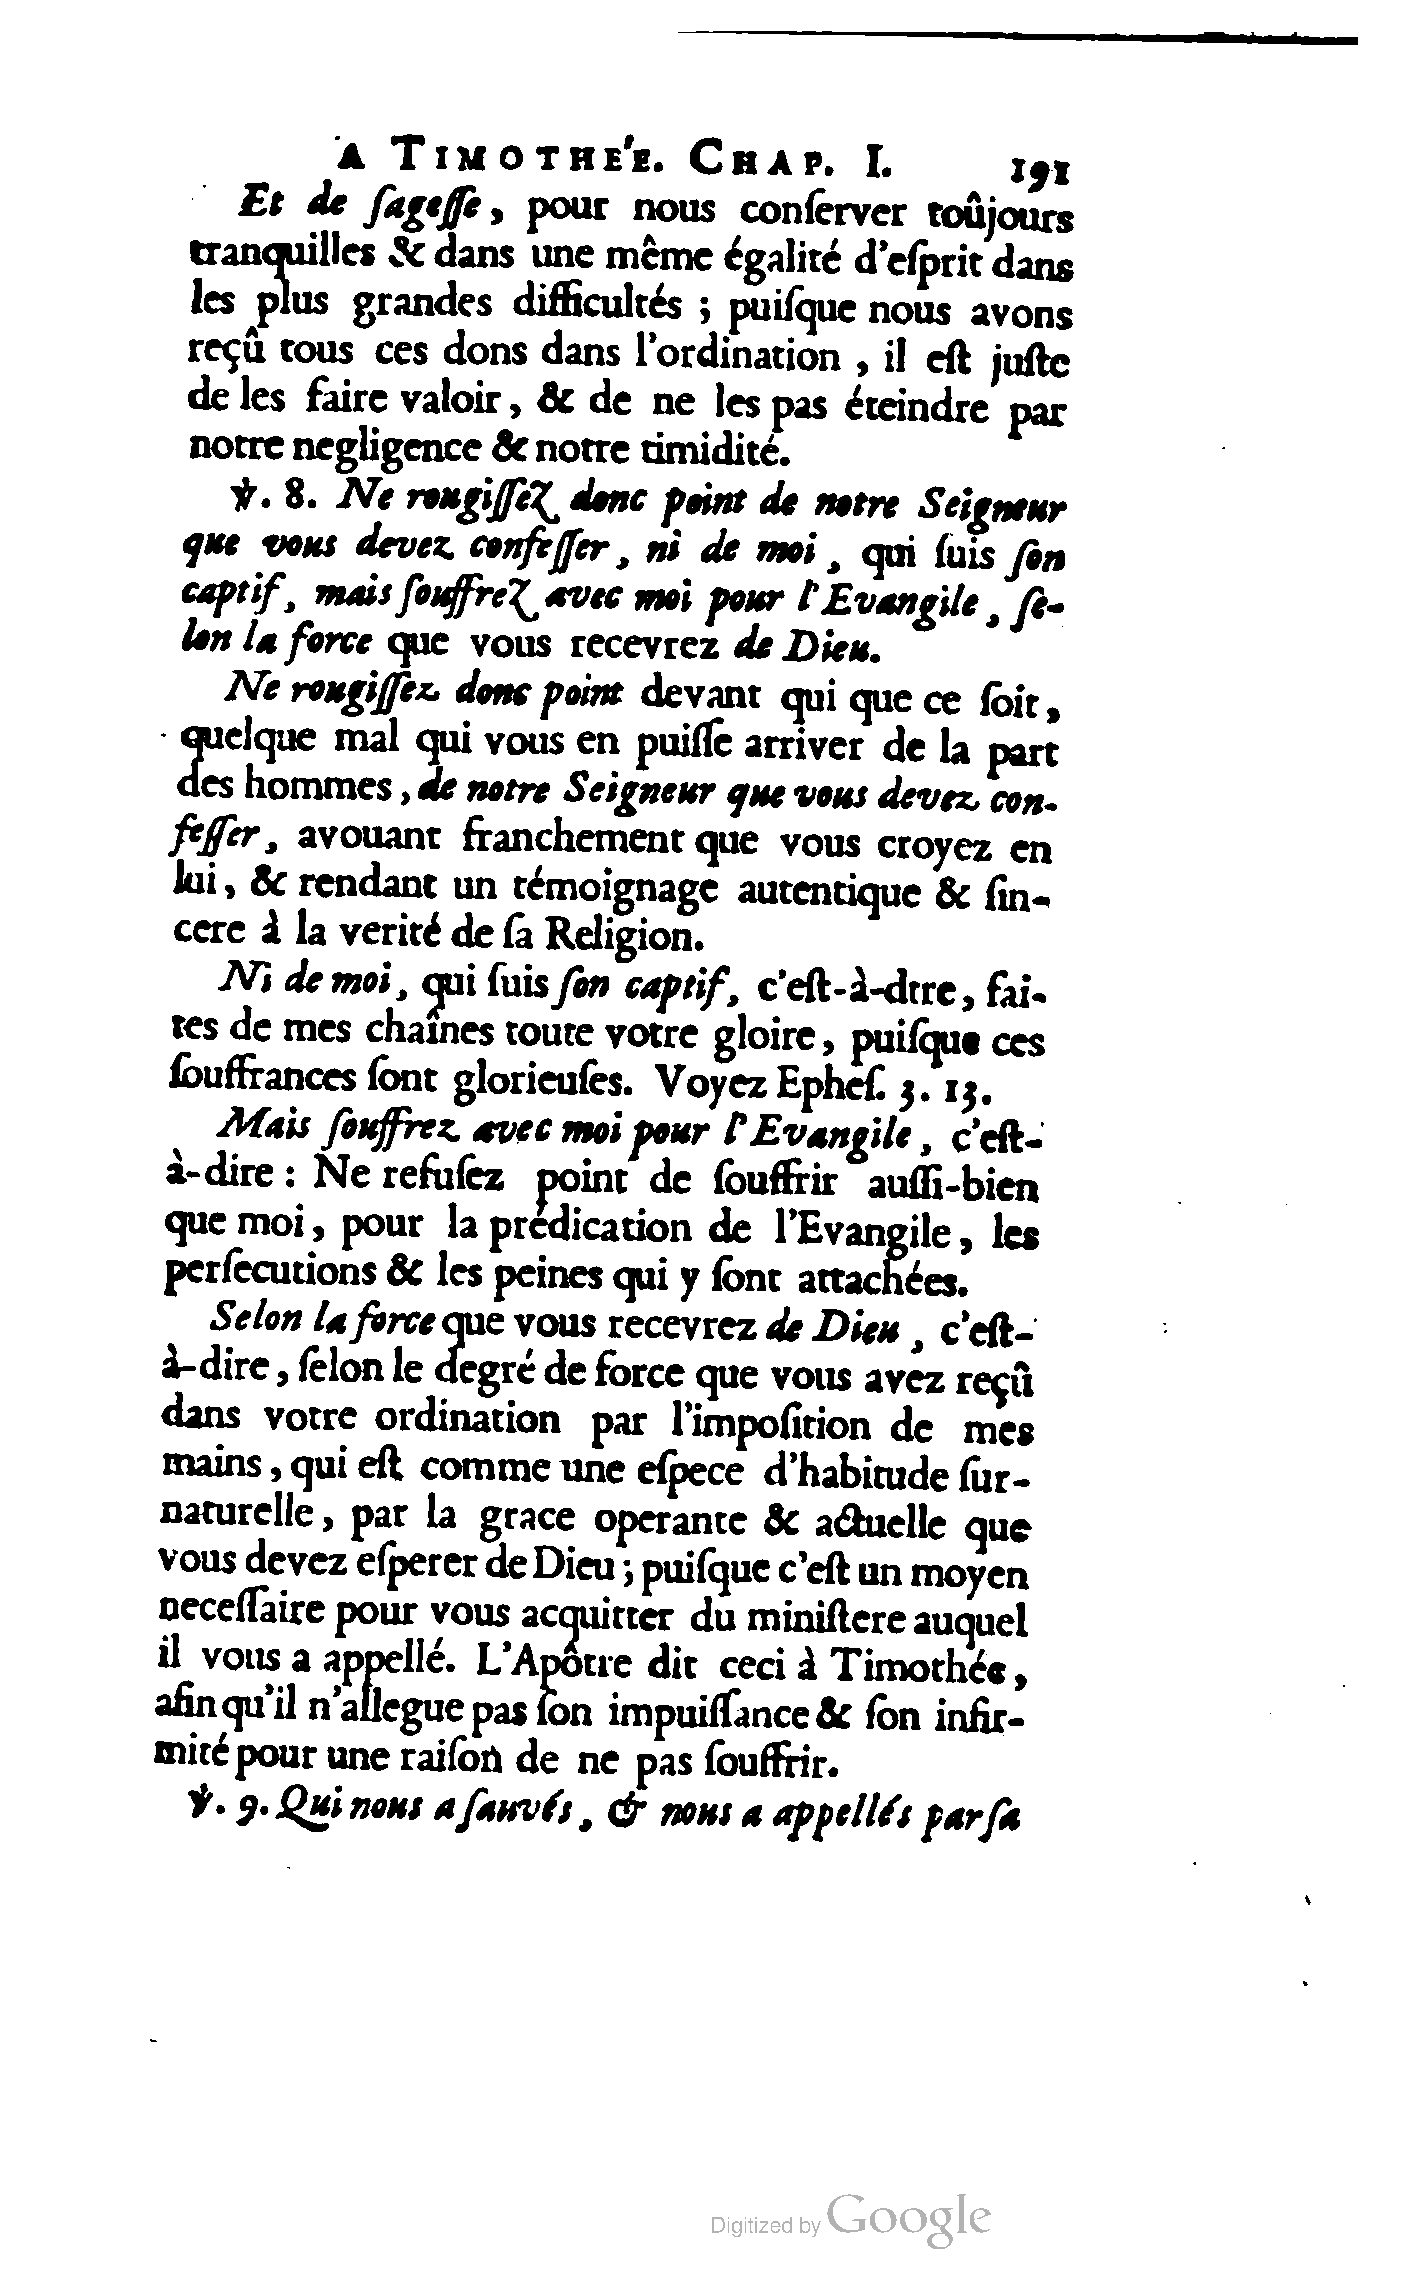 A TIMOTHE'E. CHAP. I. 191
Et de ſageſſe, pour nous conſerver toûjours
tranquilles & dans une même égalité d'eſprit dans
les plus grandes difficultés ; puiſque nous avons
reçû tous ces dons dans l'ordination, il eſt juſte
de les faire valoir, & de ne les pas éteindre par
notre negligence & notre timidité.
℣. 8. Ne rougiſſez donc point de notre Seigneur
que vous devez confeſſer, ni de moi, qui ſuis ſon
captif, mais ſouffrez avec moi pour l'Evangile, ſe-
lon la force que vous recevrez de Dieu.
Ne rougiſſez donc point devant qui que ce ſoit,
quelque mal qui vous en puiſſe arriver de la part
des hommes, de notre Seigneur que vous devez con-
feſſer, avouant franchement que vous croyez en
lui, & rendant un témoignage autentique & ſin-
cere à la verité de ſa Religion.
Ni de moi, qui ſuis ſon captif, c'eſt-à-dtre, fai-
tes de mes chaînes toute votre gloire, puiſque ces
ſouffrances ſont glorieuſes. Voyez Epheſ. 3. 13.
Mais ſouffrez avec moi pour l'Evangile, c'eſt-
à-dire : Ne refuſez point de ſouffrir auſſi-bien
que moi, pour la prédication de l'Evangile, les
perſecutions & les peines qui y ſont attachées.
Selon la force que vous recevrez de Dieu, c'eſt-
à-dire, ſelon le degré de force que vous avez reçû
dans votre ordination par l'impoſition de mes
mains, qui eſt comme une eſpece d'habitude ſur-
naturelle, par la grace operante & actuelle que
vous devez eſperer de Dieu ; puiſque c'eſt un moyen
neceſſaire pour vous acquitter du miniſtere auquel
il vous a appellé. L'Apôtre dit ceci à Timothée,
afin qu'il n'allegue pas ſon impuiſſance & ſon infir-
mité pour une raiſon de ne pas ſouffrir.
℣. 9. Qui nous a ſauvés, & nous a appellés par ſa
Digitized by Google